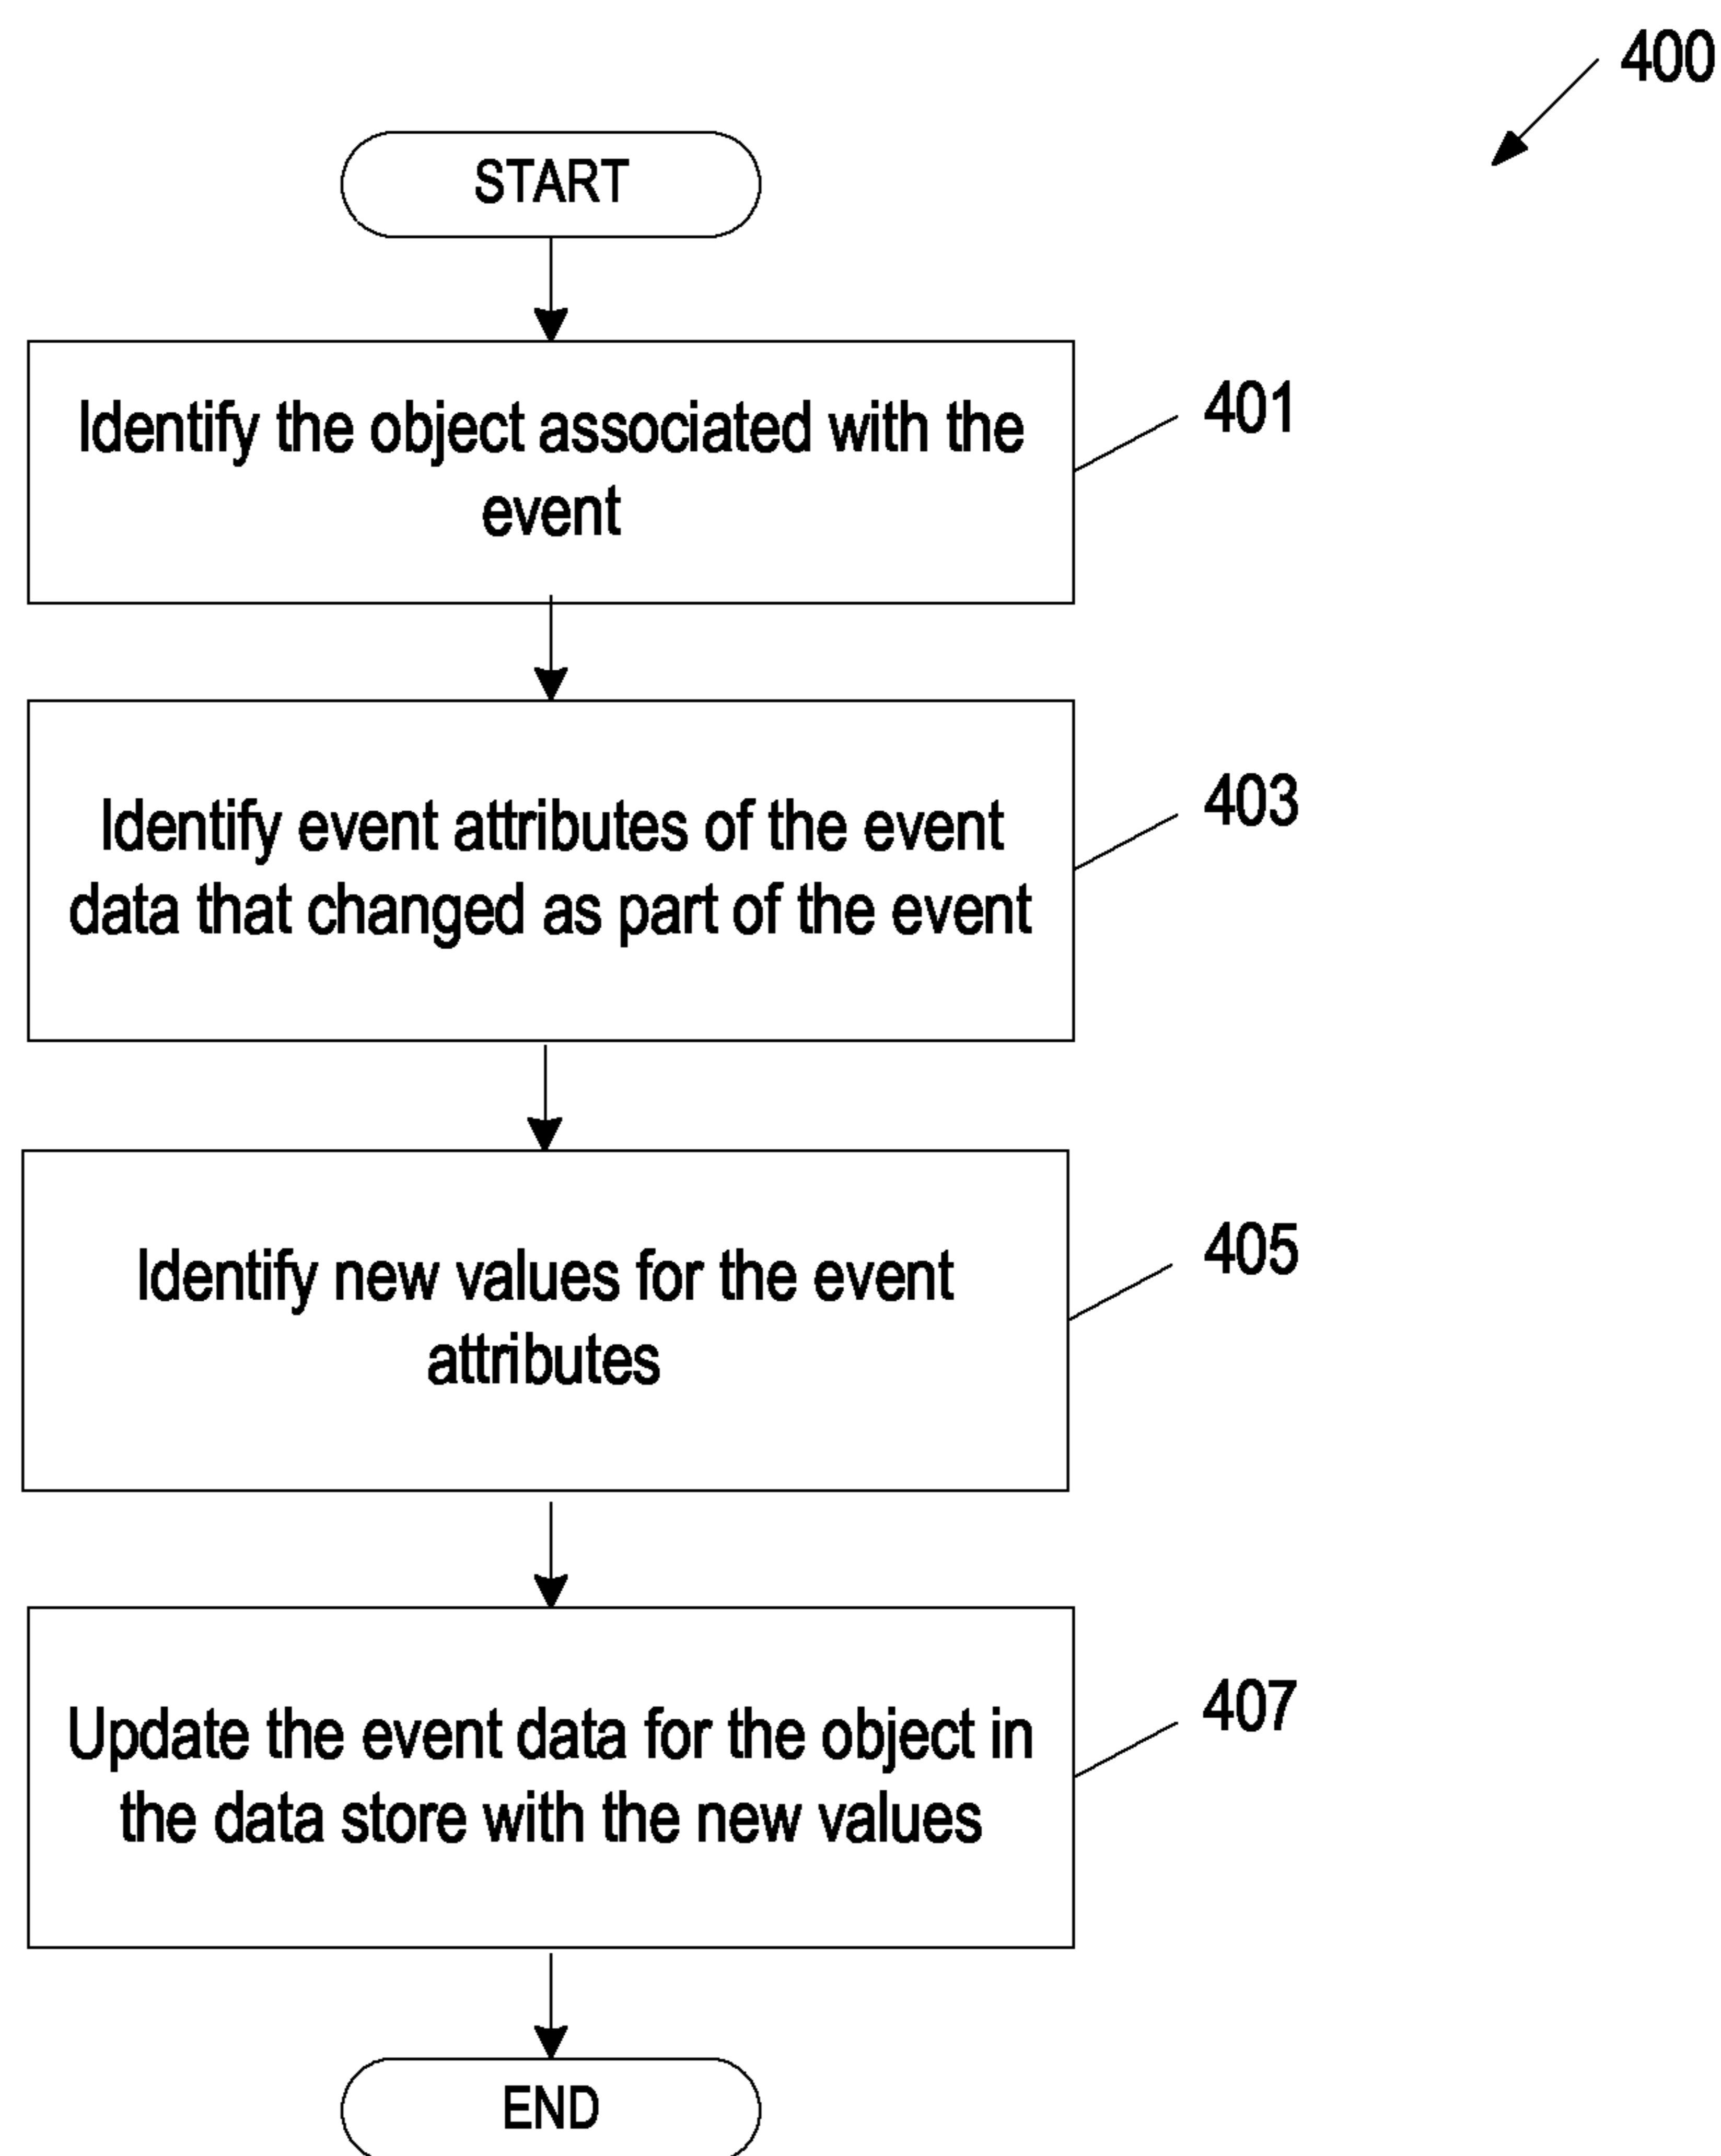 400
START
Identify the object associated with the
event
401
Identify event attributes of the event
data that changed as part of the event
403
Identify new values for the event
attributes
405
Update the event data for the object in
the data store with the new values
407
END